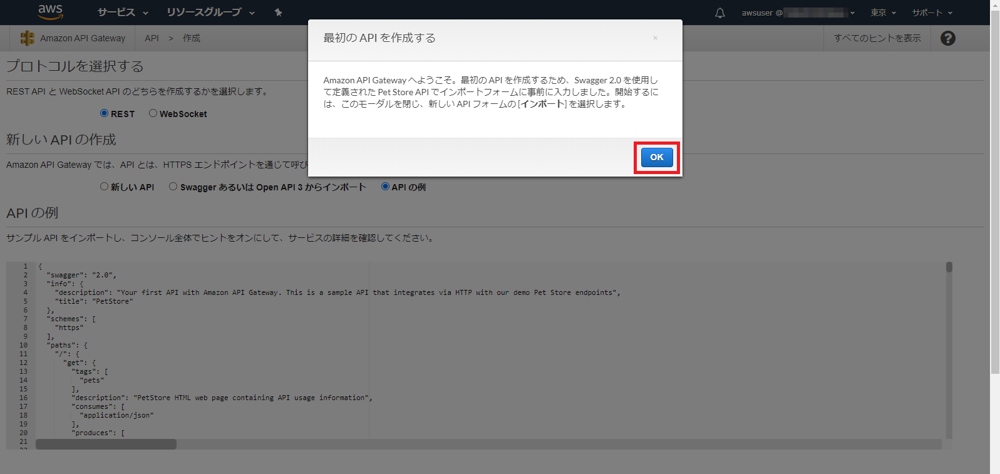 aws サービス リソースグループ awsuser @ 東京 サポート
Amazon API Gateway API > 作成 すべてのヒントを表示 ?
最初の API を作成する ×
Amazon API Gateway へようこそ。最初の API を作成するため、Swagger 2.0 を使用し
て定義された Pet Store API でインポートフォームに事前に入力しました。開始するに
は、このモーダルを閉じ、新しい API フォームの [インポート] を選択します。
OK
プロトコルを選択する
REST API と WebSocket API のどちらを作成するかを選択します。
REST WebSocket
新しい API の作成
Amazon API Gateway では、API とは、HTTPS エンドポイントを通じて呼び
新しい API Swagger あるいは Open API 3 からインポート API の例
API の例
サンプル API をインポートし、コンソール全体でヒントをオンにして、サービスの詳細を確認してください。
1 {
2 "swagger": "2.0",
3 "info": {
4 "description": "Your first API with Amazon API Gateway. This is a sample API that integrates via HTTP with our demo Pet Store endpoints",
5 "title": "PetStore"
6 },
7 "schemes": [
8 "https"
9 ],
10 "paths": {
11 "/": {
12 "get": {
13 "tags": [
14 "pets"
15 ],
16 "description": "PetStore HTML web page containing API usage information",
17 "consumes": [
18 "application/json"
19 ],
20 "produces": [
21